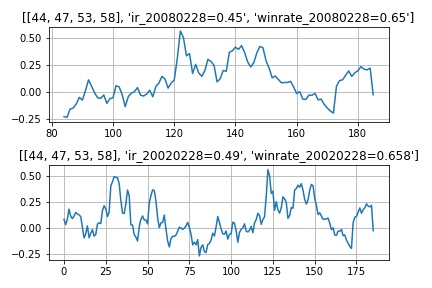 [[44, 47, 53, 58], 'ir_20080228=0.45', 'winrate_20080228=0.65']
0.50
0.25
0.00
−0.25
80 100 120 140 160 180
[[44, 47, 53, 58], 'ir_20020228=0.49', 'winrate_20020228=0.658']
0.50
0.25
0.00
−0.25
0 25 50 75 100 125 150 175